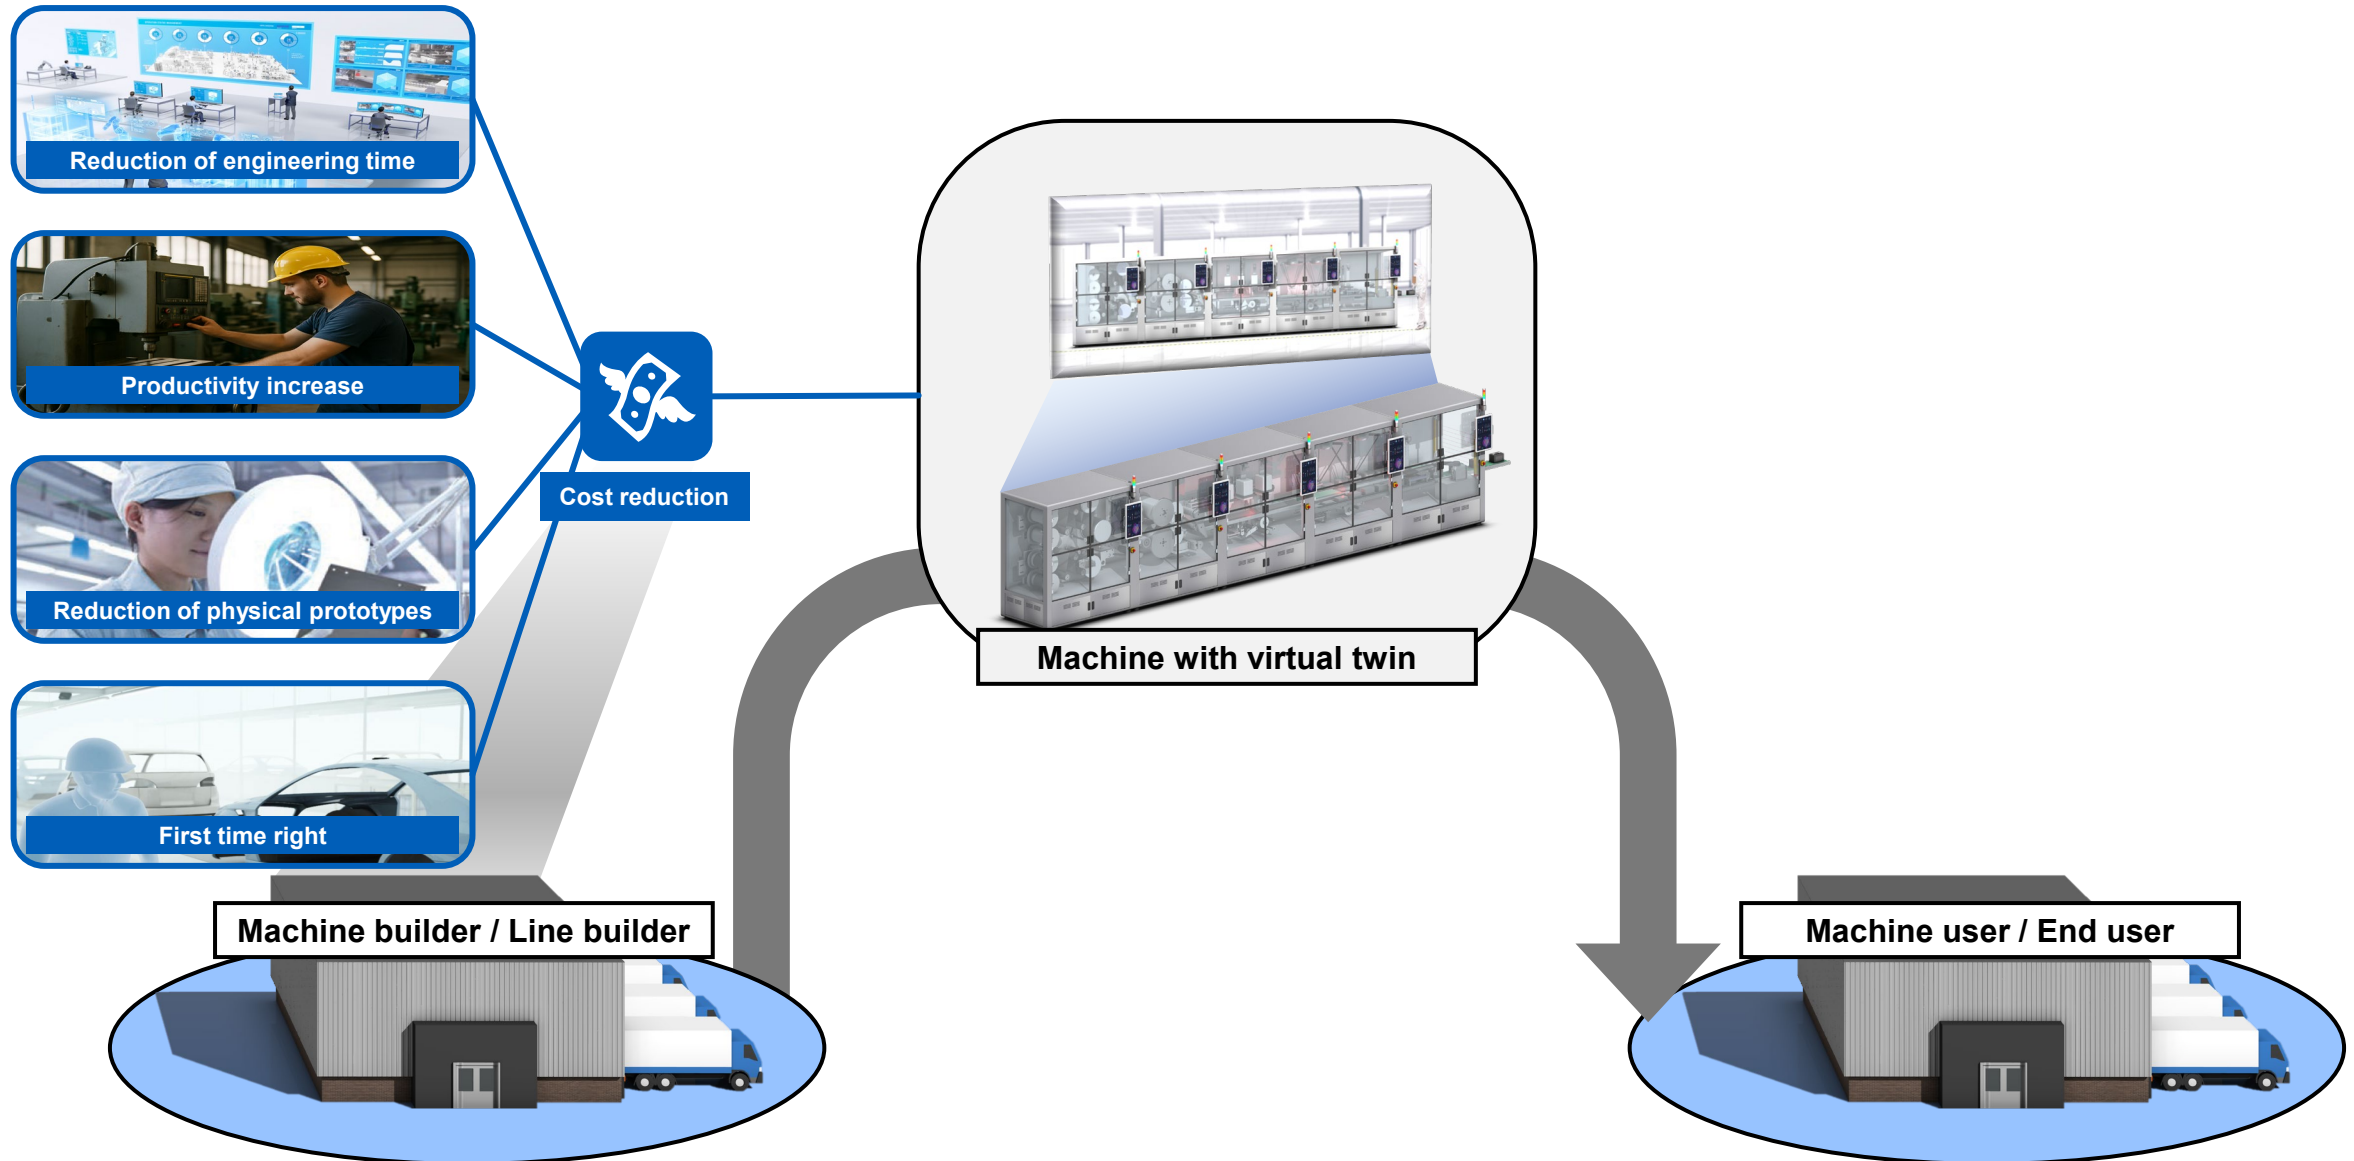 Reduction of engineering time
Productivity increase
Cost reduction
Reduction of physical prototypes
Machine with virtual twin
First time right
Machine builder / Line builder
Machine user / End user